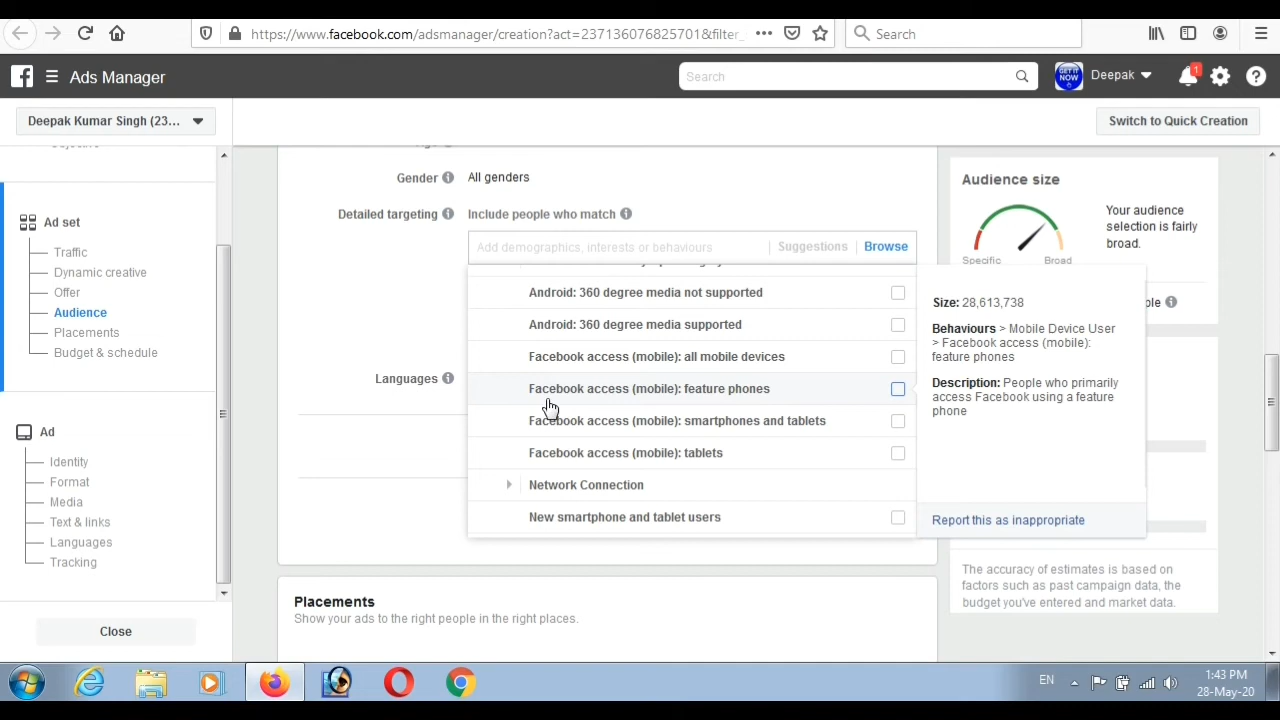 https://www.facebook.com/adsmanager/creation?act=237136076825701&filter_
Search
Ads Manager
Search
Deepak
1
Deepak Kumar Singh (23...
Switch to Quick Creation
Ad set
Traffic
Dynamic creative
Offer
Audience
Placements
Budget & schedule
Ad
Identity
Format
Media
Text & links
Languages
Tracking
Close
Gender
All genders
Detailed targeting
Include people who match
Add demographics, interests or behaviours
Suggestions
Browse
Android: 360 degree media not supported
Android: 360 degree media supported
Facebook access (mobile): all mobile devices
Facebook access (mobile): feature phones
Facebook access (mobile): smartphones and tablets
Facebook access (mobile): tablets
Network Connection
New smartphone and tablet users
Languages
Size: 28,613,738
Behaviours > Mobile Device User
> Facebook access (mobile):
feature phones
Description: People who primarily
access Facebook using a feature
phone
Report this as inappropriate
Placements
Show your ads to the right people in the right places.
Audience size
Your audience
selection is fairly
broad.
Specific
Broad
The accuracy of estimates is based on
factors such as past campaign data, the
budget you've entered and market data.
GET IT
NOW
EN
1:43 PM
28-May-20